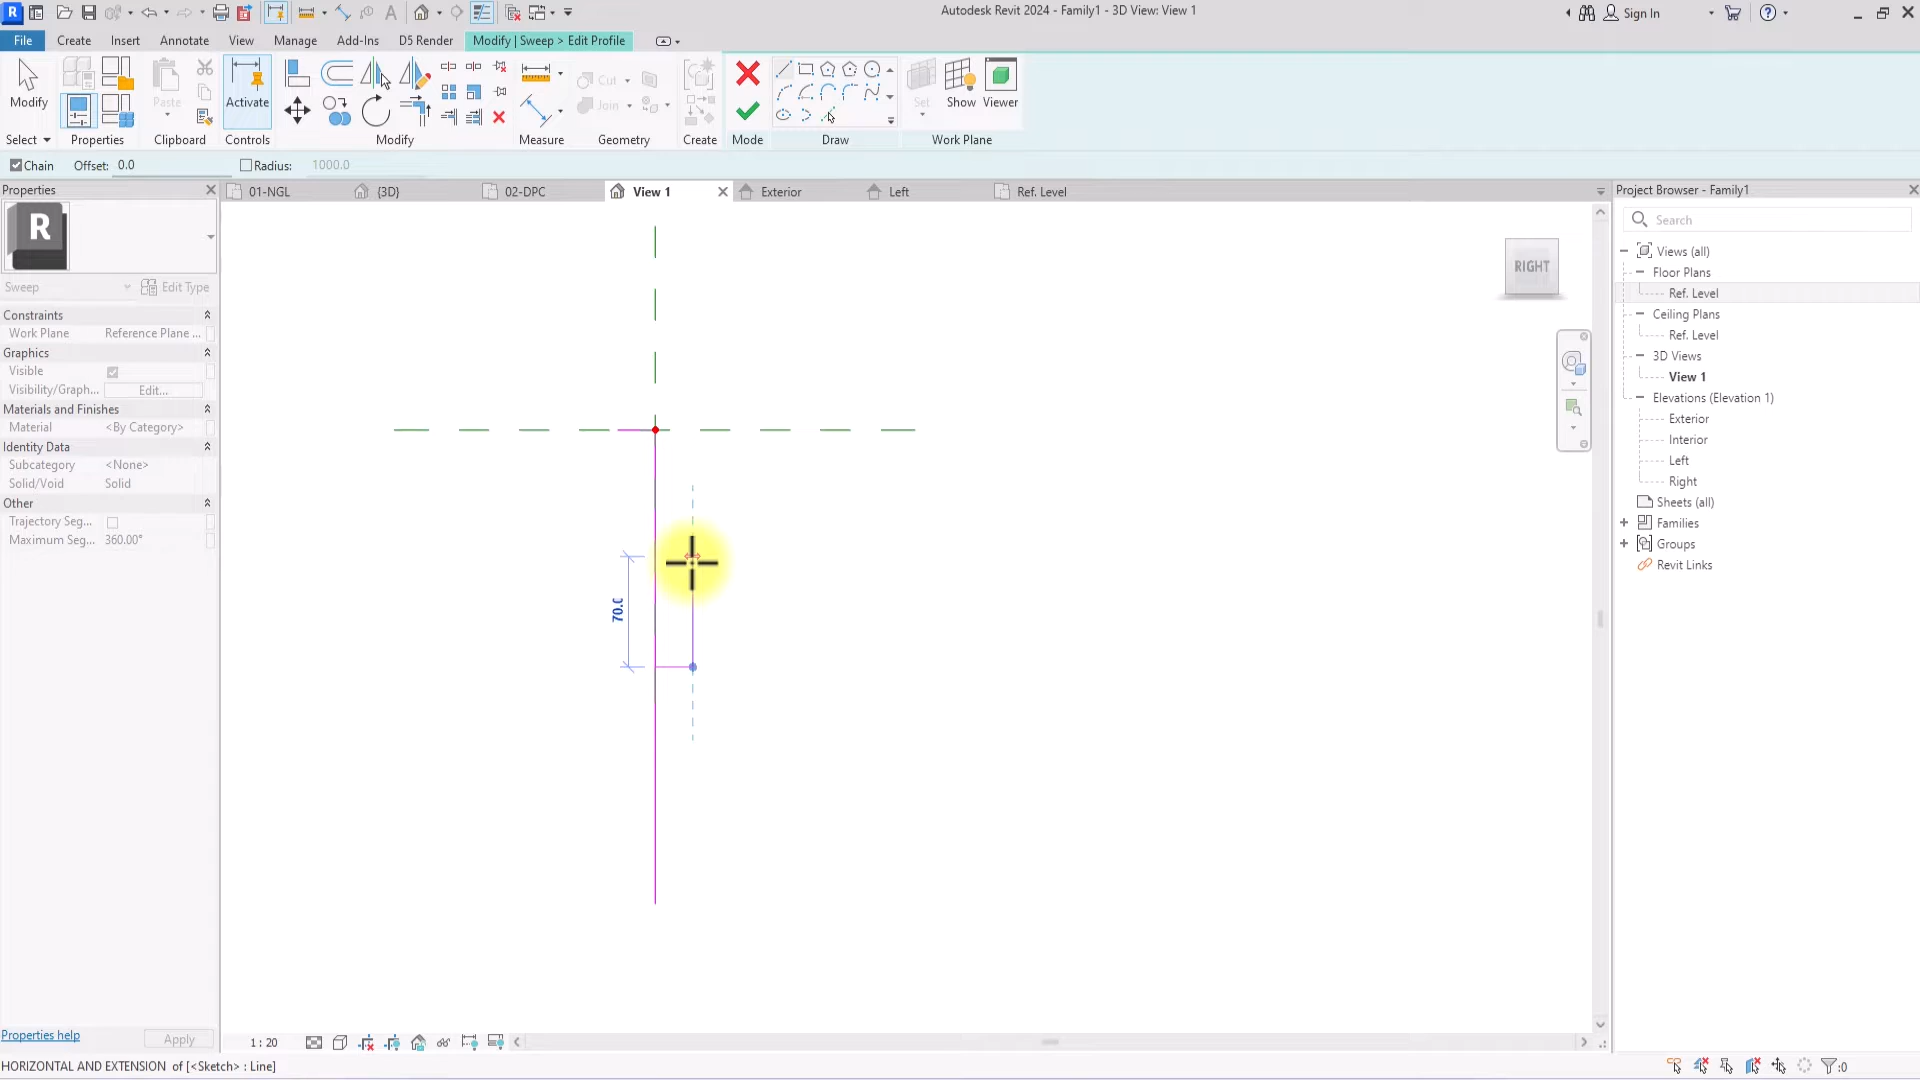 Autodesk Revit 2024 - Family1 - 3D View: View 1
Sign In
File Create Insert Annotate View Manage Add-Ins D5 Render Modify | Sweep > Edit Profile
Modify Paste Activate Cut Join Set Show Viewer
Select Properties Clipboard Controls Modify Measure Geometry Create Mode Draw Work Plane
Chain Offset: 0.0 Radius: 1000.0
Properties
01-NGL {3D} 02-DPC View 1 Exterior Left Ref. Level
Project Browser - Family1
R
Search
Sweep Edit Type
Constraints
Work Plane Reference Plane ...
Graphics
Visible
Visibility/Graph... Edit...
Materials and Finishes
Material <By Category>
Identity Data
Subcategory <None>
Solid/Void Solid
Other
Trajectory Seg...
Maximum Seg... 360.00°
RIGHT
70.0
Views (all)
Floor Plans
Ref. Level
Ceiling Plans
Ref. Level
3D Views
View 1
Elevations (Elevation 1)
Exterior
Interior
Left
Right
Sheets (all)
Families
Groups
Revit Links
Properties help Apply
1 : 20
HORIZONTAL AND EXTENSION of [<Sketch> : Line]
:0